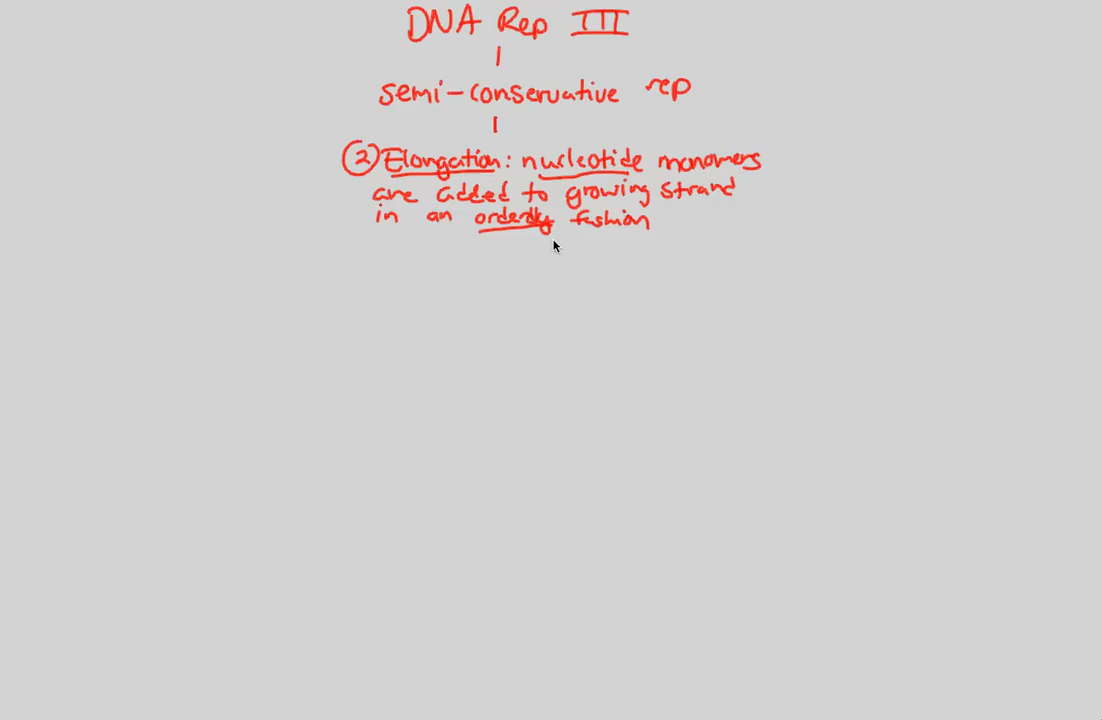 DNA Rep III
semi-conservative rep
② Elongation: nucleotide monomers
are added to growing strand
in an orderly fashion